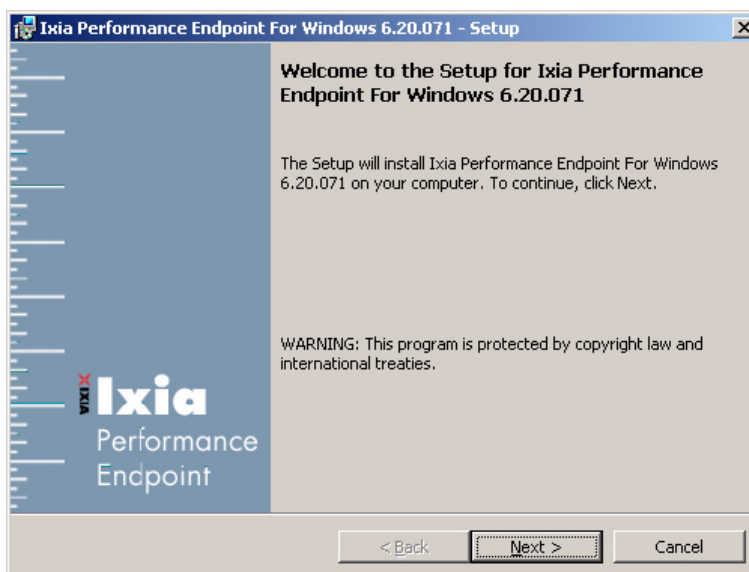 Ixia Performance Endpoint For Windows 6.20.071 - Setup
Welcome to the Setup for Ixia Performance
Endpoint For Windows 6.20.071
The Setup will install Ixia Performance Endpoint For Windows
6.20.071 on your computer. To continue, click Next.
WARNING: This program is protected by copyright law and
international treaties.
XIXIA
Ixia
Performance
Endpoint
< Back
Next >
Cancel